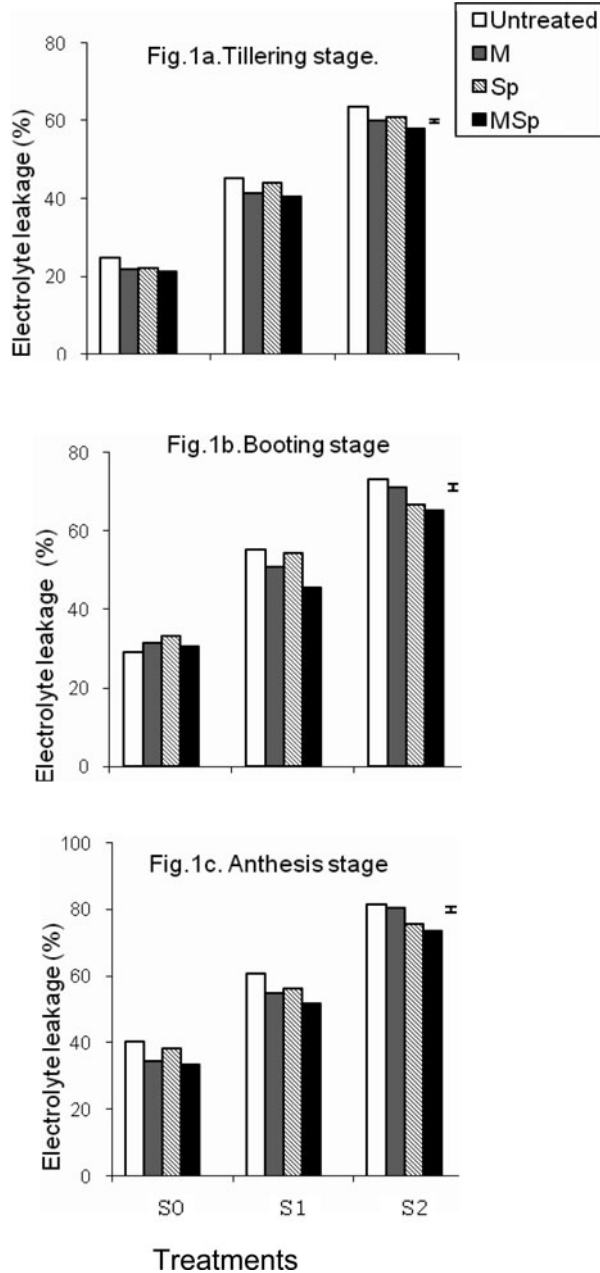 Untreated
M
Sp
MSp
Fig.1a.Tillering stage.
Electrolyte leakage (%)
80
60
40
20
0
Fig.1b.Booting stage
Electrolyte leakage (%)
80
60
40
20
0
Fig.1c. Anthesis stage
Electrolyte leakage (%)
100
80
60
40
20
0
S0 S1 S2
Treatments